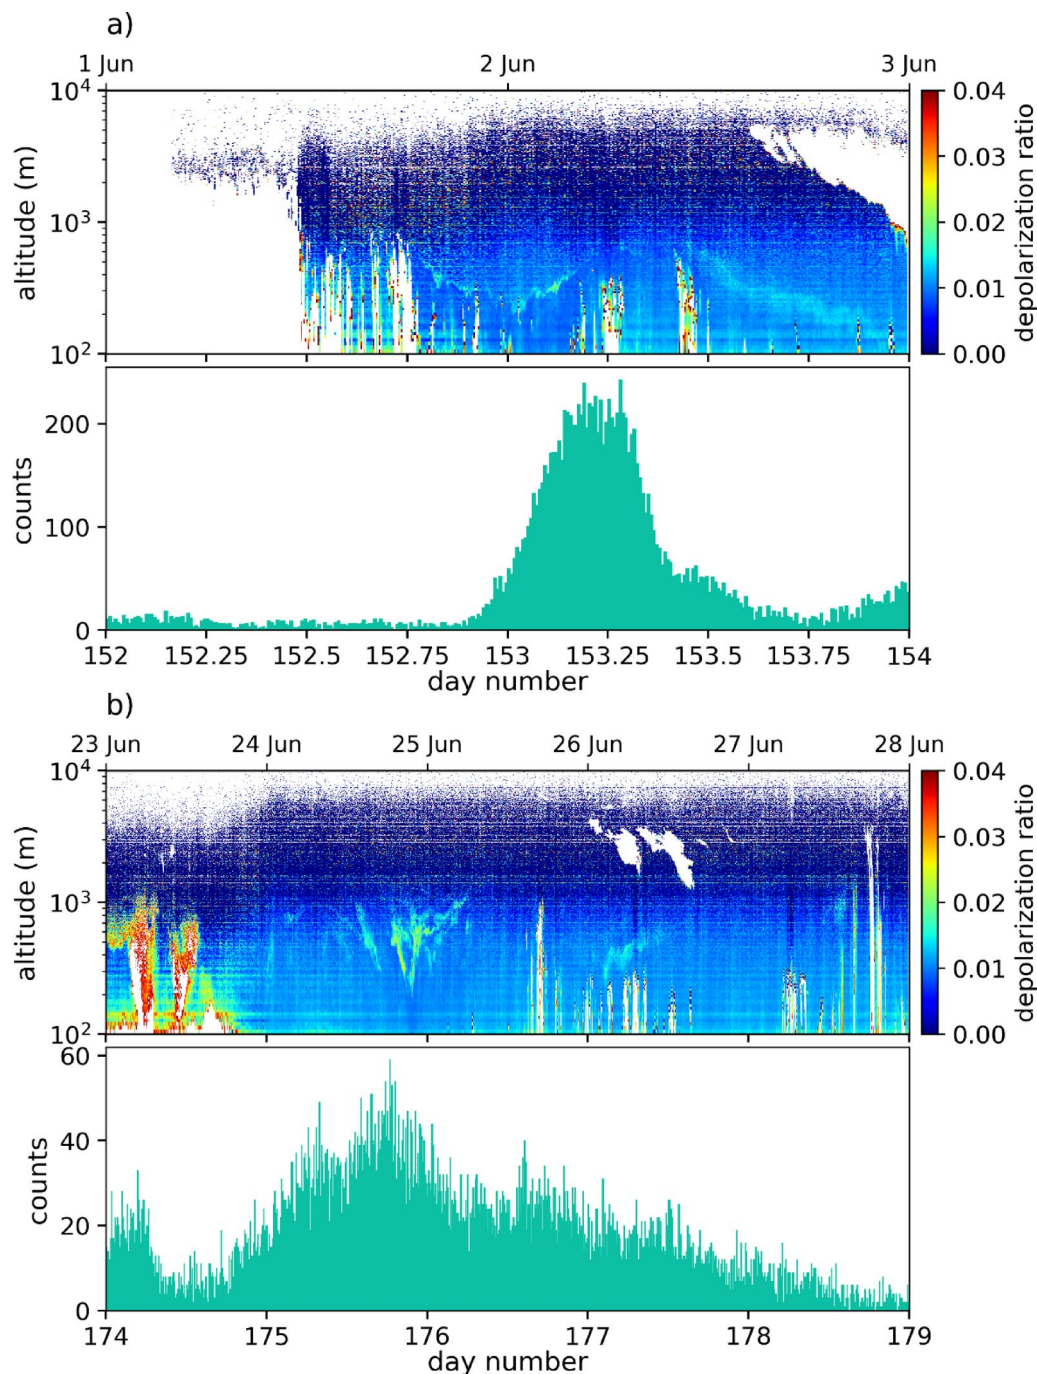 a)
1 Jun 2 Jun 3 Jun
10⁴
10³
10²
altitude (m)
0.04
0.03
0.02
0.01
0.00
depolarization ratio
200
100
0
counts
152 152.25 152.5 152.75 153 153.25 153.5 153.75 154
day number
b)
23 Jun 24 Jun 25 Jun 26 Jun 27 Jun 28 Jun
10⁴
10³
10²
altitude (m)
0.04
0.03
0.02
0.01
0.00
depolarization ratio
60
40
20
0
counts
174 175 176 177 178 179
day number